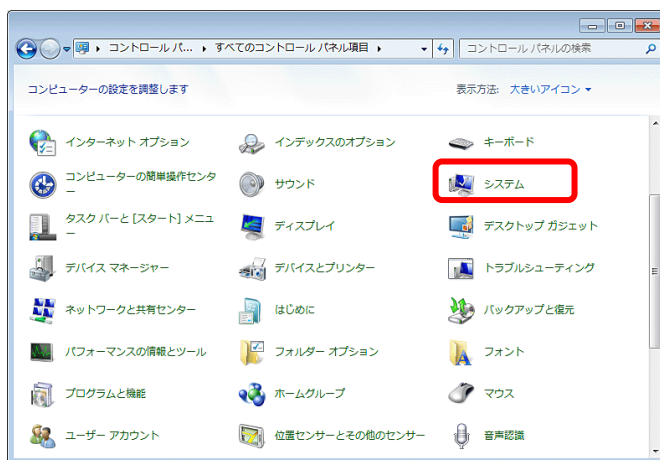 コントロール パ... すべてのコントロール パネル項目 コントロール パネルの検索
コンピューターの設定を調整します 表示方法: 大きいアイコン
インターネット オプション インデックスのオプション キーボード
コンピューターの簡単操作センタ
ー
サウンド システム
タスク バーと [スタート] メニュ
ー
ディスプレイ デスクトップ ガジェット
デバイス マネージャー デバイスとプリンター トラブルシューティング
ネットワークと共有センター はじめに バックアップと復元
パフォーマンスの情報とツール フォルダー オプション フォント
プログラムと機能 ホームグループ マウス
ユーザー アカウント 位置センサーとその他のセンサー 音声認識